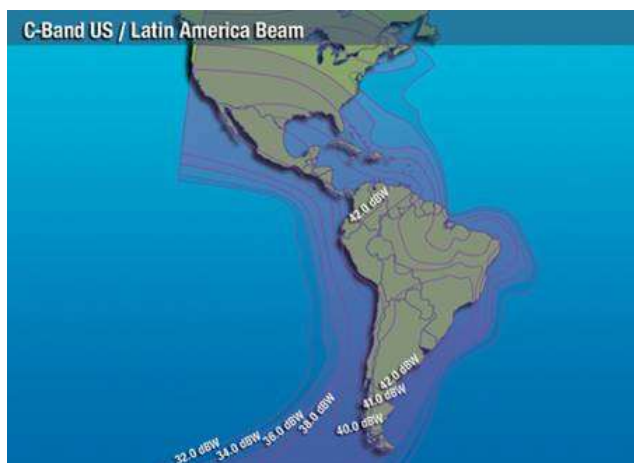 C-Band US / Latin America Beam
42.0 dBW
42.0 dBW
41.0 dBW
40.0 dBW
38.0 dBW
36.0 dBW
34.0 dBW
32.0 dBW